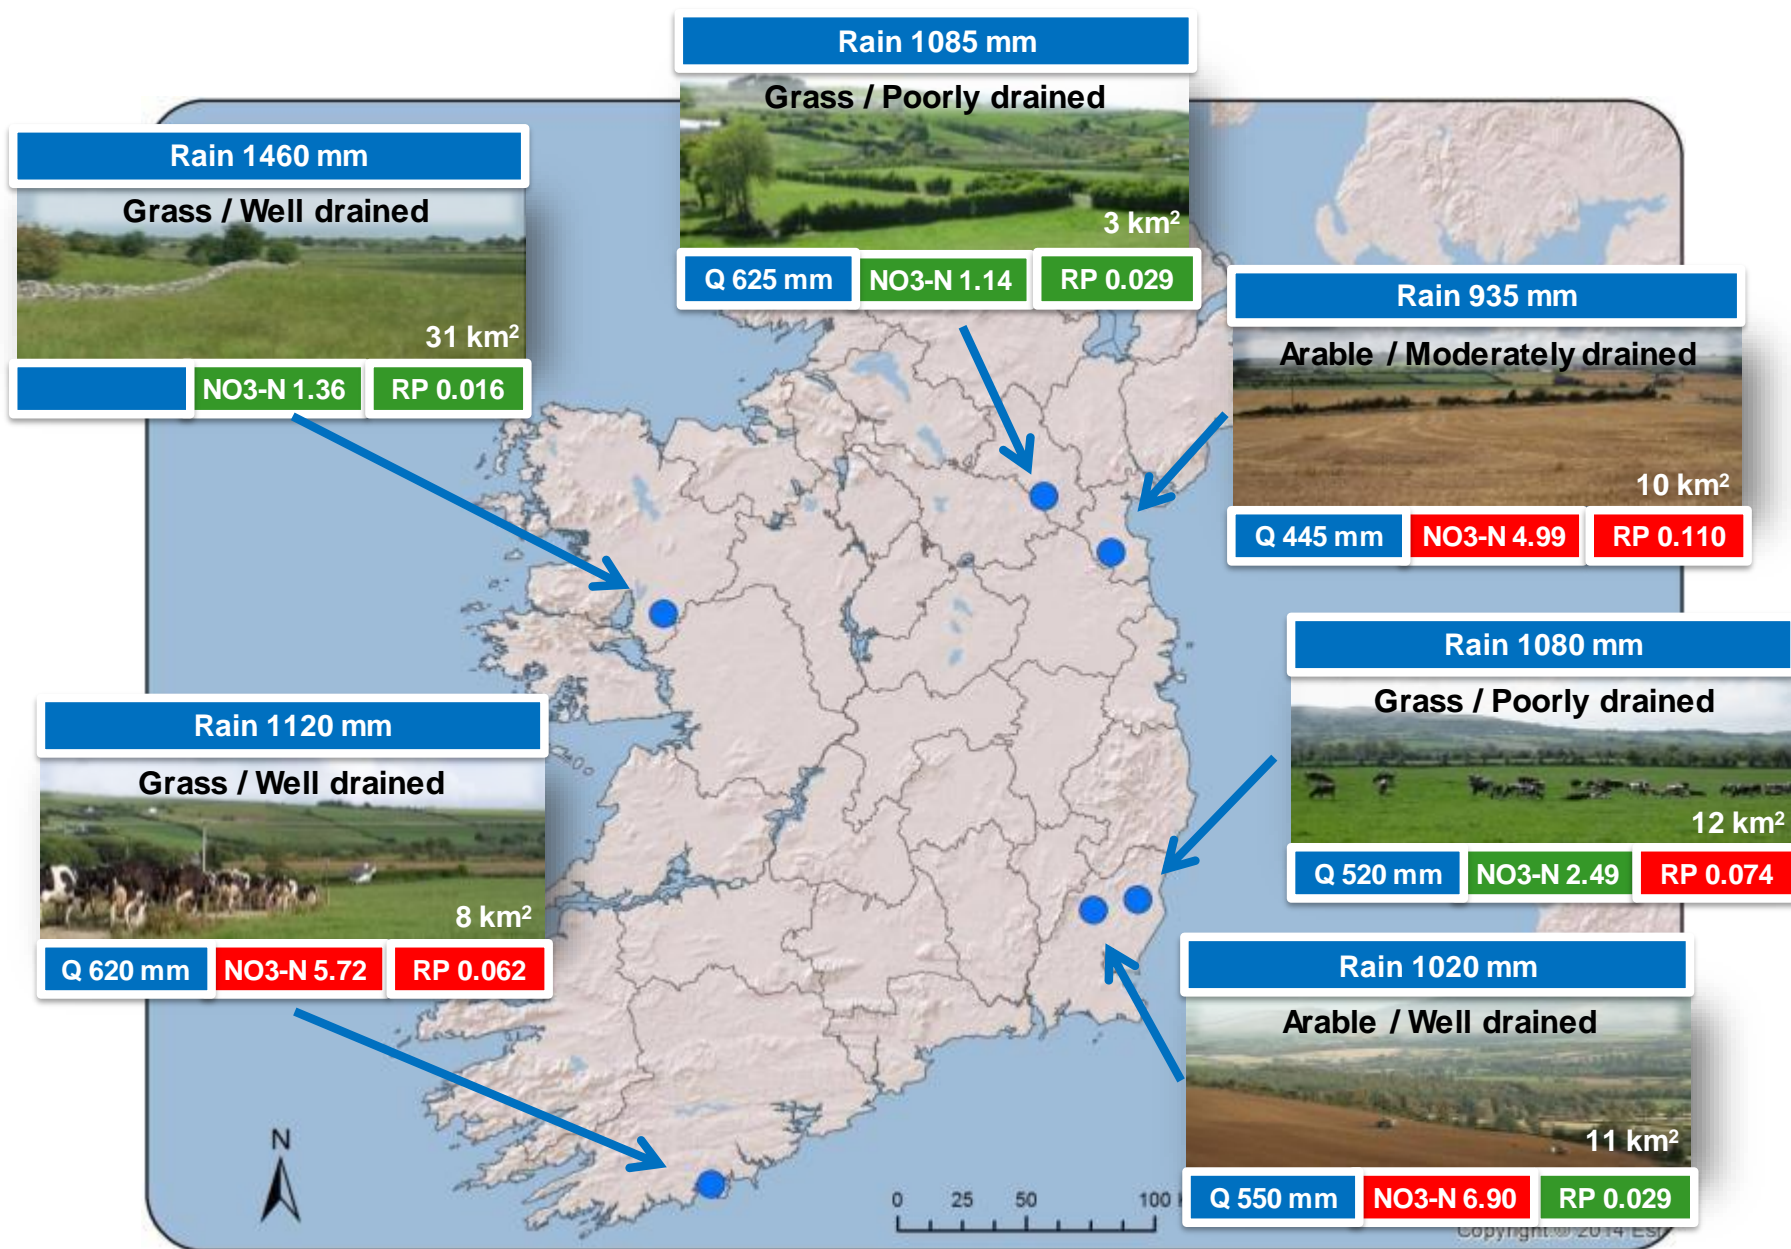 Rain 1085 mm
Grass / Poorly drained
3 km²
Q 625 mm NO3-N 1.14 RP 0.029
Rain 1460 mm
Grass / Well drained
31 km²
NO3-N 1.36 RP 0.016
Rain 935 mm
Arable / Moderately drained
10 km²
Q 445 mm NO3-N 4.99 RP 0.110
Rain 1080 mm
Grass / Poorly drained
12 km²
Q 520 mm NO3-N 2.49 RP 0.074
Rain 1120 mm
Grass / Well drained
8 km²
Q 620 mm NO3-N 5.72 RP 0.062
Rain 1020 mm
Arable / Well drained
11 km²
Q 550 mm NO3-N 6.90 RP 0.029
N
0 25 50 100
Copyright © 2014